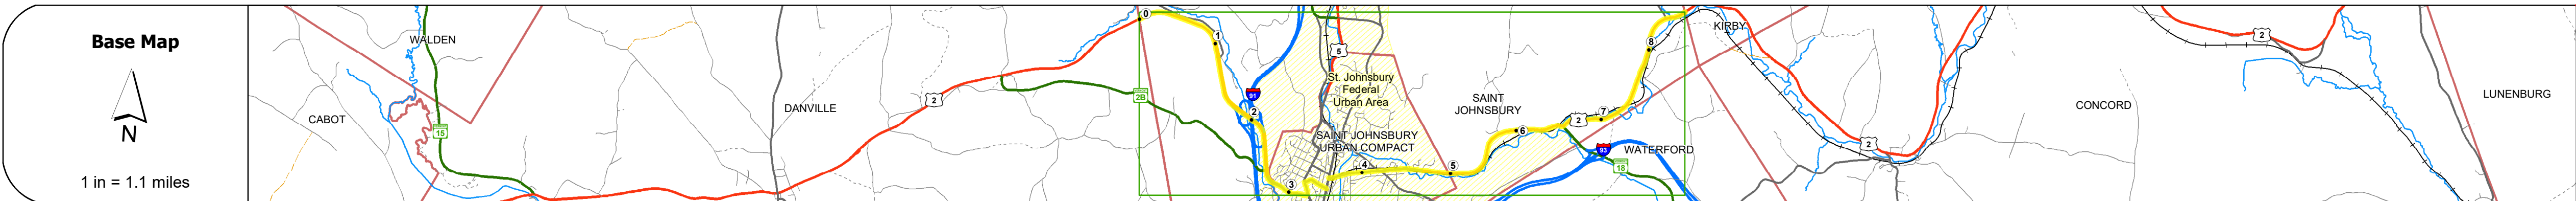 Base Map
N
1 in = 1.1 miles
WALDEN
CABOT
15
DANVILLE
2
2B
0
1
91
2
3
5
St. Johnsbury
Federal
Urban Area
SAINT JOHNSBURY
URBAN COMPACT
4
5
SAINT
JOHNSBURY
6
2
7
8
93
18
WATERFORD
KIRBY
2
CONCORD
2
LUNENBURG